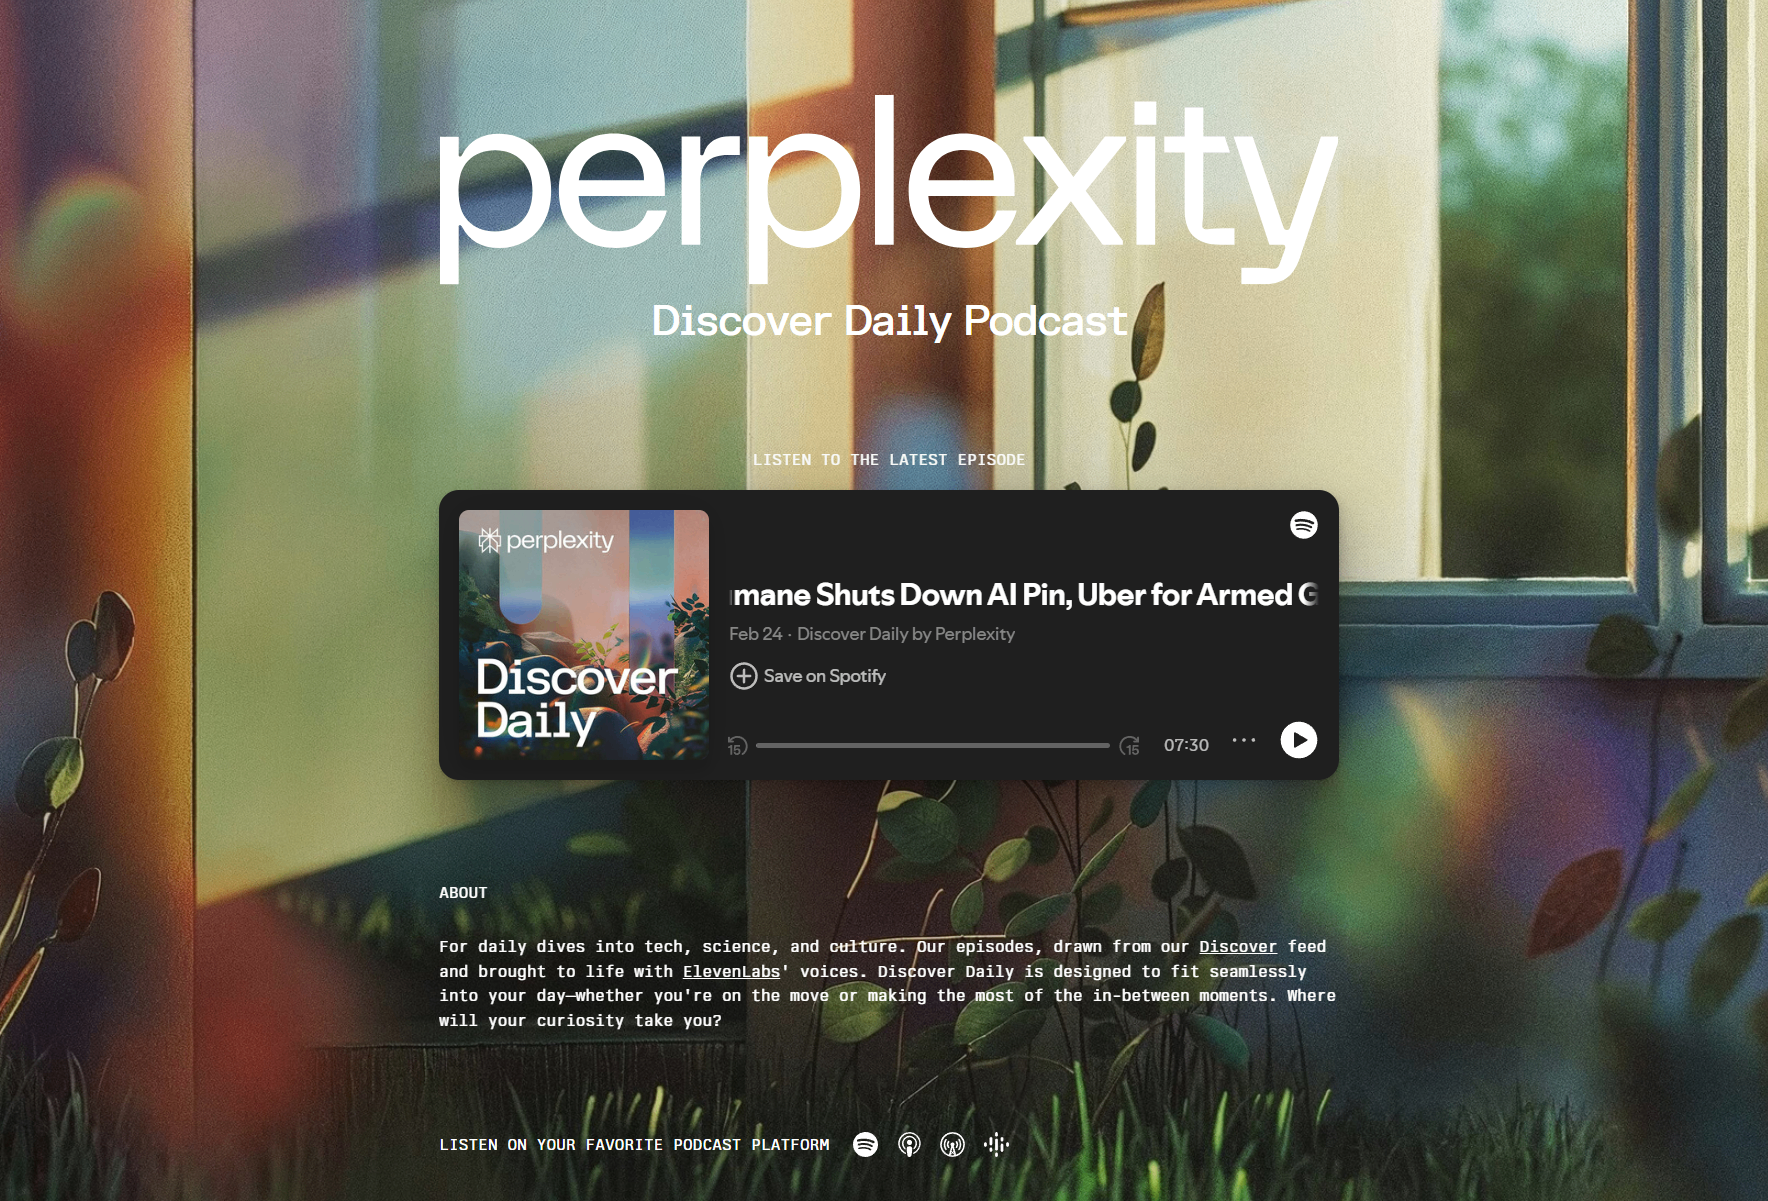 perplexity
Discover Daily Podcast
LISTEN TO THE LATEST EPISODE
perplexity
Discover
Daily
mane Shuts Down AI Pin, Uber for Armed G
Feb 24 · Discover Daily by Perplexity
Save on Spotify
15
15
07:30
ABOUT
For daily dives into tech, science, and culture. Our episodes, drawn from our Discover feed
and brought to life with ElevenLabs' voices. Discover Daily is designed to fit seamlessly
into your day—whether you're on the move or making the most of the in-between moments. Where
will your curiosity take you?
LISTEN ON YOUR FAVORITE PODCAST PLATFORM